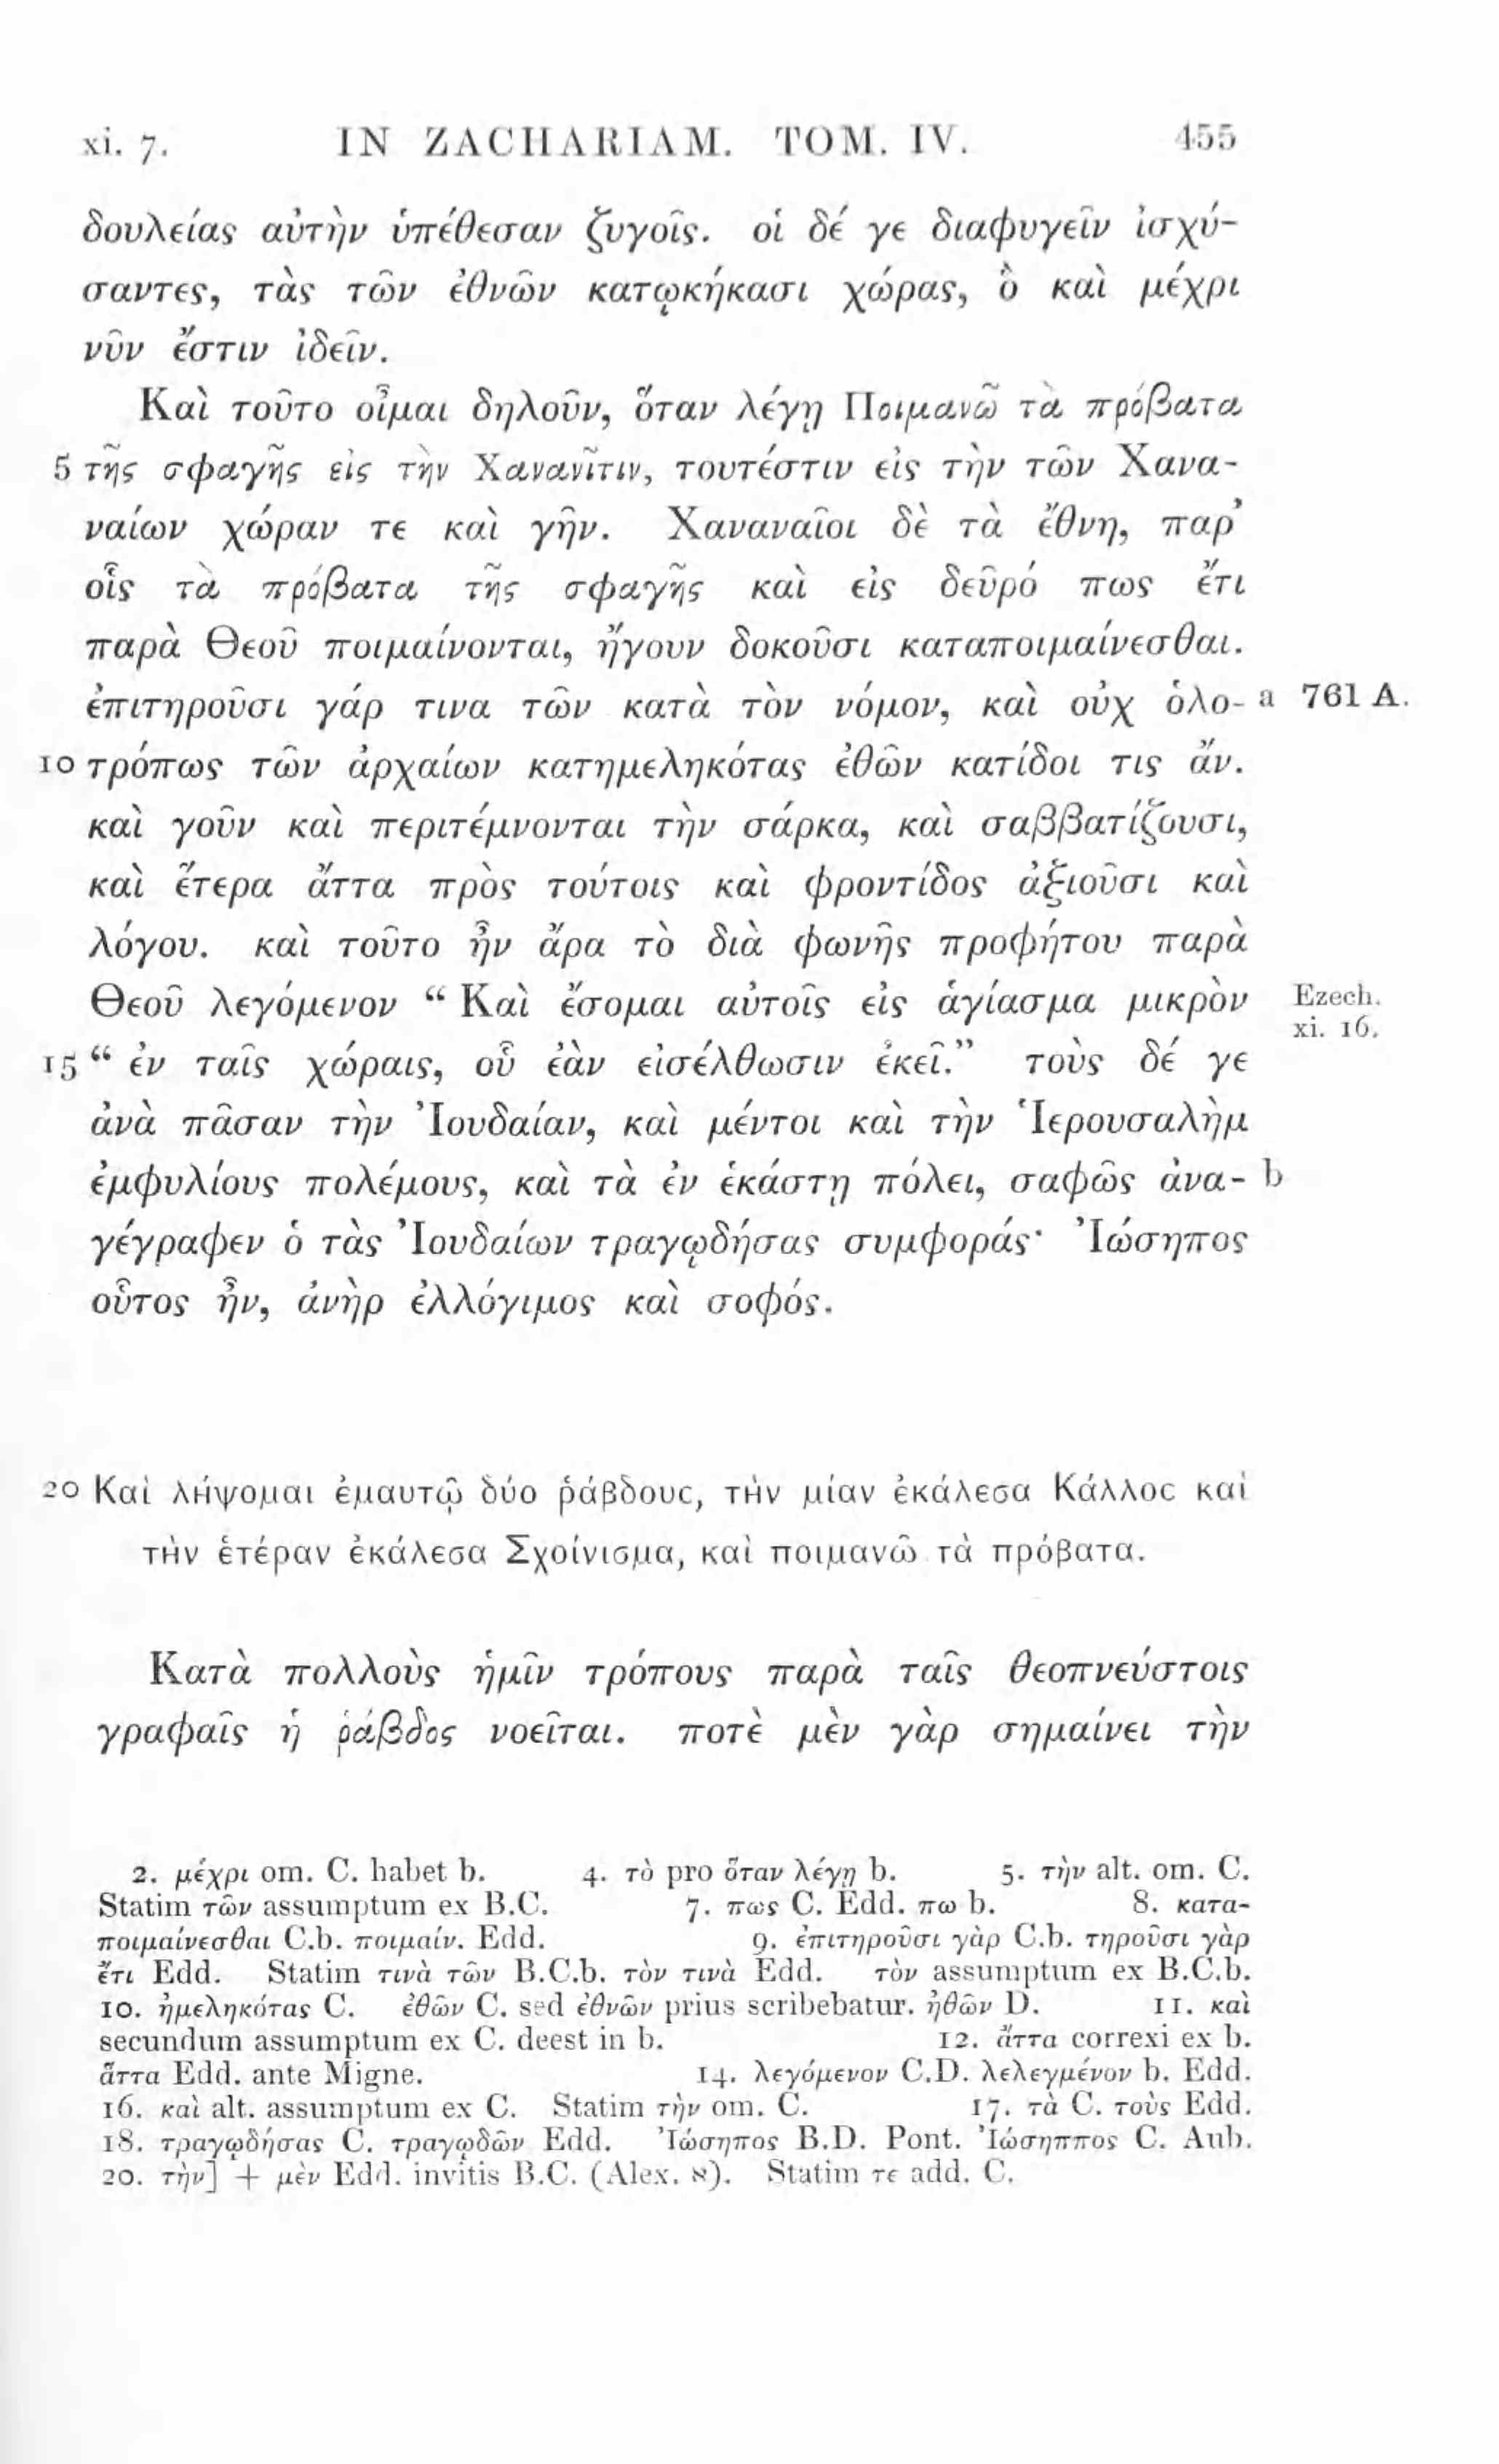 xi. 7. IN ZACHARIAM. TOM. IV. 455
δουλείας αὐτὴν ὑπέθεσαν ζυγοῖς. οἱ δέ γε διαφυγεῖν ἰσχύ-
σαντες, τὰς τῶν ἐθνῶν κατῳκήκασι χώρας, ὃ καὶ μέχρι
νῦν ἔστιν ἰδεῖν.
Καὶ τοῦτο οἶμαι δηλοῦν, ὅταν λέγῃ Ποιμανῶ τὰ πρόβατα
5 τῆς σφαγῆς εἰς τὴν Χανανῖτιν, τουτέστιν εἰς τὴν τῶν Χανα-
ναίων χώραν τε καὶ γῆν. Χαναναῖοι δὲ τὰ ἔθνη, παρ’
οἷς τὰ πρόβατα τῆς σφαγῆς καὶ εἰς δεῦρό πως ἔτι
παρὰ Θεοῦ ποιμαίνονται, ἤγουν δοκοῦσι καταποιμαίνεσθαι.
ἐπιτηροῦσι γάρ τινα τῶν κατὰ τὸν νόμον, καὶ οὐχ ὁλο- a 761 A.
10 τρόπως τῶν ἀρχαίων κατημεληκότας ἐθῶν κατίδοι τις ἄν.
καὶ γοῦν καὶ περιτέμνονται τὴν σάρκα, καὶ σαββατίζουσι,
καὶ ἕτερα ἄττα πρὸς τούτοις καὶ φροντίδος ἀξιοῦσι καὶ
λόγου. καὶ τοῦτο ἦν ἄρα τὸ διὰ φωνῆς προφήτου παρὰ
Θεοῦ λεγόμενον “ Καὶ ἔσομαι αὐτοῖς εἰς ἁγίασμα μικρὸν Ezech.
xi. 16.
15 “ ἐν ταῖς χώραις, οὗ ἐὰν εἰσέλθωσιν ἐκεῖ.” τοὺς δέ γε
ἀνὰ πᾶσαν τὴν Ἰουδαίαν, καὶ μέντοι καὶ τὴν Ἱερουσαλὴμ
ἐμφυλίους πολέμους, καὶ τὰ ἐν ἑκάστῃ πόλει, σαφῶς ἀνα- b
γέγραφεν ὁ τὰς Ἰουδαίων τραγῳδήσας συμφοράς· Ἰώσηπος
οὗτος ἦν, ἀνὴρ ἐλλόγιμος καὶ σοφός.
20 Καὶ λήψομαι ἐμαυτῷ δύο ῥάβδους, τὴν μίαν ἐκάλεσα Κάλλος καὶ
τὴν ἑτέραν ἐκάλεσα Σχοίνισμα, καὶ ποιμανῶ τὰ πρόβατα.
Κατὰ πολλοὺς ἡμῖν τρόπους παρὰ ταῖς θεοπνεύστοις
γραφαῖς ἡ ῥάβδος νοεῖται. ποτὲ μὲν γὰρ σημαίνει τὴν
2. μέχρι om. C. habet b. 4. τὸ pro ὅταν λέγῃ b. 5. τὴν alt. om. C.
Statim τῶν assumptum ex B.C. 7. πως C. Edd. πω b. 8. κατα-
ποιμαίνεσθαι C.b. ποιμαίν. Edd. 9. ἐπιτηροῦσι γὰρ C.b. τηροῦσι γὰρ
ἔτι Edd. Statim τινὰ τῶν B.C.b. τὸν τινὰ Edd. τὸν assumptum ex B.C.b.
10. ἠμεληκότας C. ἐθῶν C. sed ἐθνῶν prius scribebatur. ἠθῶν D. 11. καὶ
secundum assumptum ex C. deest in b. 12. ἄττα correxi ex b.
ἅττα Edd. ante Migne. 14. λεγόμενον C.D. λελεγμένον b. Edd.
16. καὶ alt. assumptum ex C. Statim τὴν om. C. 17. τὰ C. τοὺς Edd.
18. τραγῳδήσας C. τραγῳδῶν Edd. Ἰώσηπος B.D. Pont. Ἰώσηππος C. Aub.
20. τὴν] + μὲν Edd. invitis B.C. (Alex. א). Statim τε add. C.